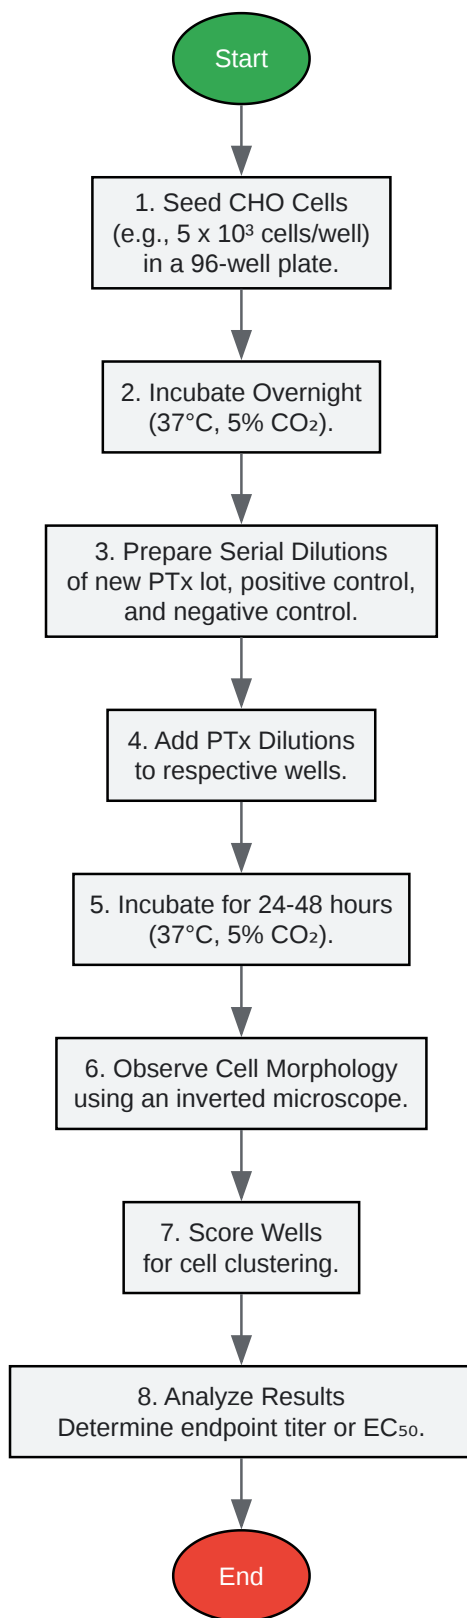 Start
1. Seed CHO Cells
(e.g., 5 x 10³ cells/well)
in a 96-well plate.
2. Incubate Overnight
(37°C, 5% CO₂).
3. Prepare Serial Dilutions
of new PTx lot, positive control,
and negative control.
4. Add PTx Dilutions
to respective wells.
5. Incubate for 24-48 hours
(37°C, 5% CO₂).
6. Observe Cell Morphology
using an inverted microscope.
7. Score Wells
for cell clustering.
8. Analyze Results
Determine endpoint titer or EC₅₀.
End